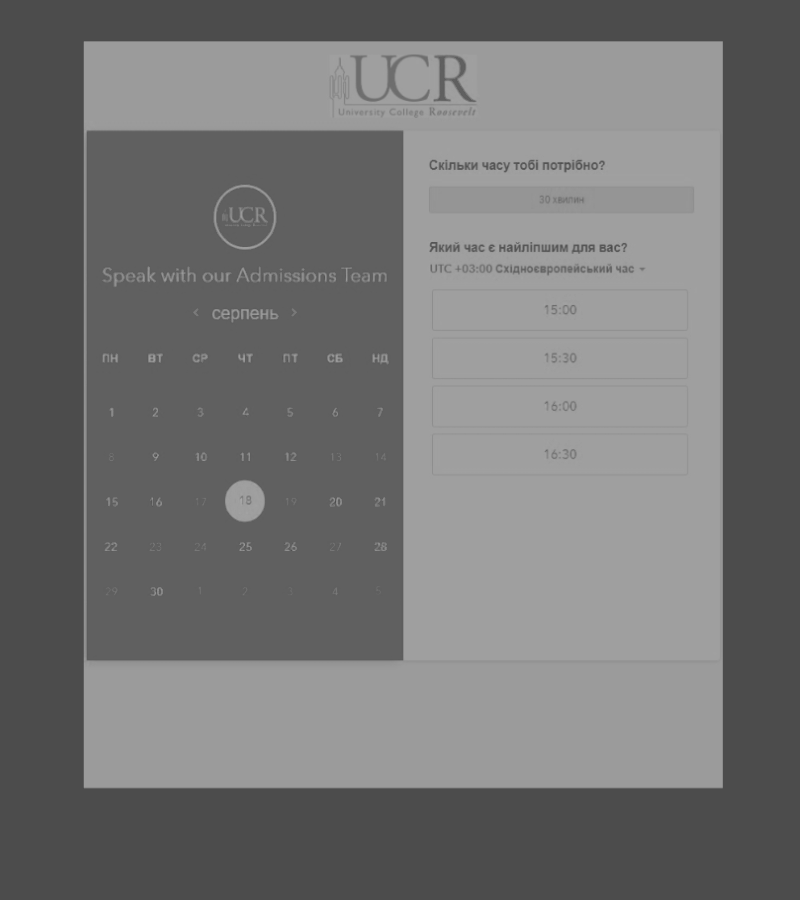 UCR
University College Roosevelt
UCR
Speak with our Admissions Team
серпень
ПН ВТ СР ЧТ ПТ СБ НД
1 2 3 4 5 6 7
8 9 10 11 12 13 14
15 16 17 18 19 20 21
22 23 24 25 26 27 28
29 30 1 2 3 4 5
Скільки часу тобі потрібно?
30 хвилин
Який час є найліпшим для вас?
UTC +03:00 Східноєвропейський час
15:00
15:30
16:00
16:30